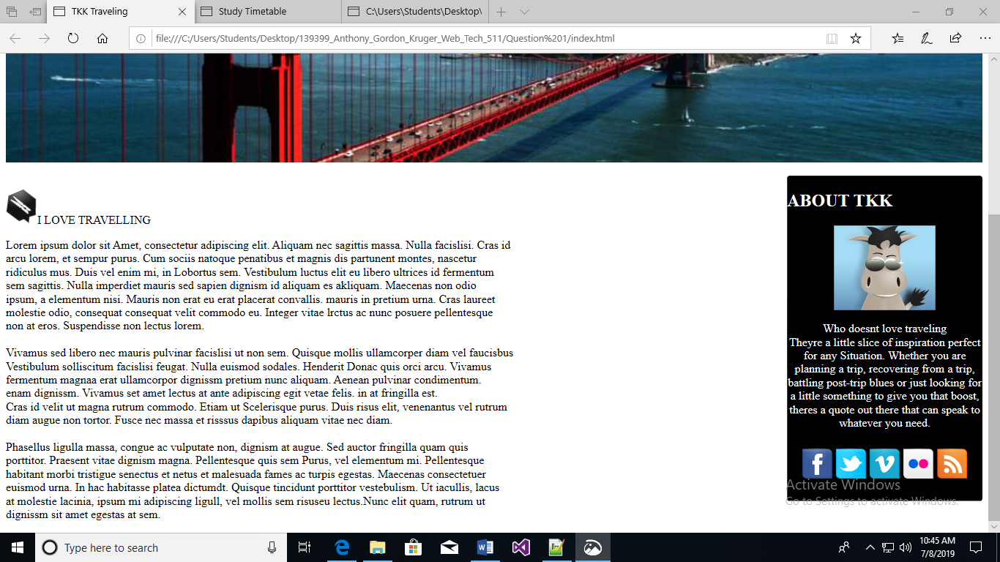 TKK Traveling
Study Timetable
C:\Users\Students\Desktop\
file:///C:/Users/Students/Desktop/139399_Anthony_Gordon_Kruger_Web_Tech_511/Question%201/index.html
I LOVE TRAVELLING
Lorem ipsum dolor sit Amet, consectetur adipiscing elit. Aliquam nec sagittis massa. Nulla facislisi. Cras id
arcu lorem, et sempur purus. Cum sociis natoque penatibus et magnis dis partunent montes, nascetur
ridiculus mus. Duis vel enim mi, in Lobortus sem. Vestibulum luctus elit eu libero ultrices id fermentum
sem sagittis. Nulla imperdiet mauris sed sapien dignism id aliquam es akliquam. Maecenas non odio
ipsum, a elementum nisi. Mauris non erat eu erat placerat convallis. mauris in pretium urna. Cras laureet
molestie odio, consequat consequat velit commodo eu. Integer vitae lrctus ac nunc posuere pellentesque
non at eros. Suspendisse non lectus lorem.
Vivamus sed libero nec mauris pulvinar facislisi ut non sem. Quisque mollis ullamcorper diam vel faucisbus
Vestibulum solliscitum facislisi feugat. Nulla euismod sodales. Henderit Donac quis orci arcu. Vivamus
fermentum magnaa erat ullamcorpor dignissm pretium nunc aliquam. Aenean pulvinar condimentum.
enam dignissm. Vivamus set amet lectus at ante adipiscing egit vetae felis. in at fringilla est.
Cras id velit ut magna rutrum commodo. Etiam ut Scelerisque purus. Duis risus elit, venenantus vel rutrum
diam augue non tortor. Fusce nec massa et risssus dapibus aliquam vitae nec diam.
Phasellus ligulla massa, congue ac vulputate non, dignism at augue. Sed auctor fringilla quam quis
porttitor. Praesent vitae dignism magna. Pellentesque quis sem Purus, vel elementum mi. Pellentesque
habitant morbi tristigue senectus et netus et malesuada fames ac turpis egestas. Maecenas consectetuer
euismod urna. In hac habitasse platea dictumdt. Quisque tincidunt porttitor vestebulism. Ut iacullis, lacus
at molestie lacinia, ipsum mi adipiscing ligull, vel mollis sem risuseu lectus.Nunc elit quam, rutrum ut
dignissm sit amet egestas at sem.
ABOUT TKK
Who doesnt love traveling
Theyre a little slice of inspiration perfect
for any Situation. Whether you are
planning a trip, recovering from a trip,
battling post-trip blues or just looking for
a little something to give you that boost,
theres a quote out there that can speak to
whatever you need.
Activate Windows
Go to Settings to activate Windows.
Type here to search
10:45 AM
7/8/2019